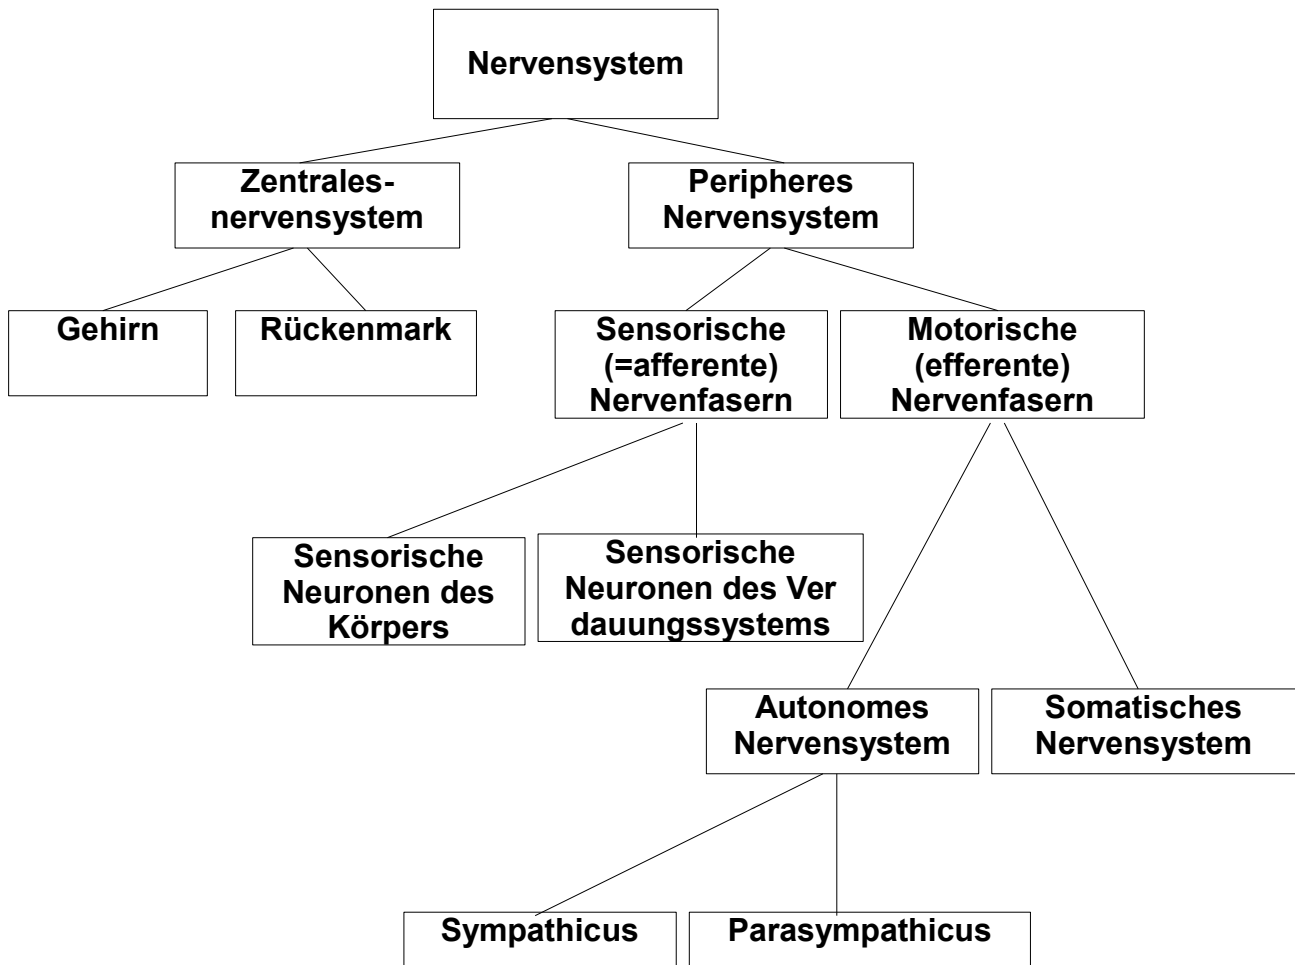 Nervensystem
Zentrales-
nervensystem
Peripheres
Nervensystem
Gehirn
Rückenmark
Sensorische
(=afferente)
Nervenfasern
Motorische
(efferente)
Nervenfasern
Sensorische
Neuronen des
Körpers
Sensorische
Neuronen des Ver
dauungssystems
Autonomes
Nervensystem
Somatisches
Nervensystem
Sympathicus
Parasympathicus